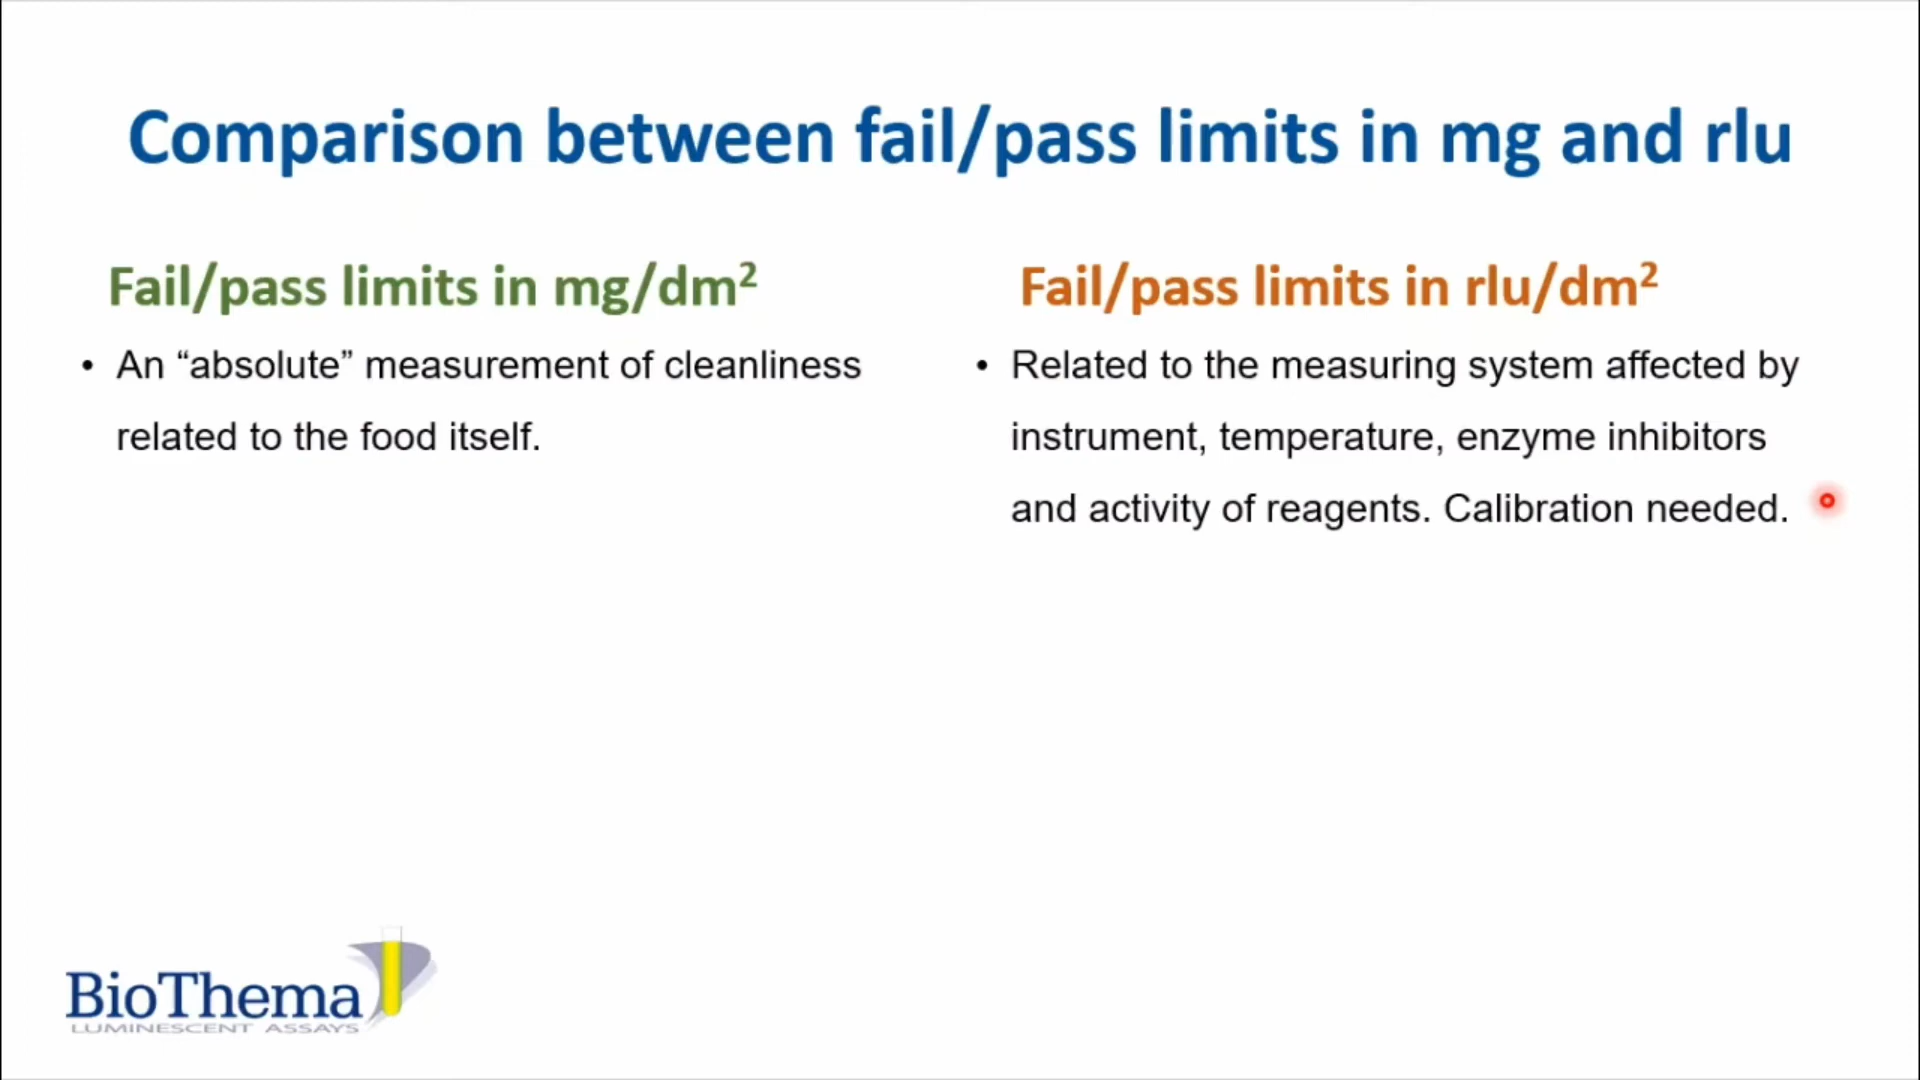 Comparison between fail/pass limits in mg and rlu
Fail/pass limits in mg/dm²
• An “absolute” measurement of cleanliness
related to the food itself.
Fail/pass limits in rlu/dm²
• Related to the measuring system affected by
instrument, temperature, enzyme inhibitors
and activity of reagents. Calibration needed.
BioThema
LUMINESCENT ASSAYS